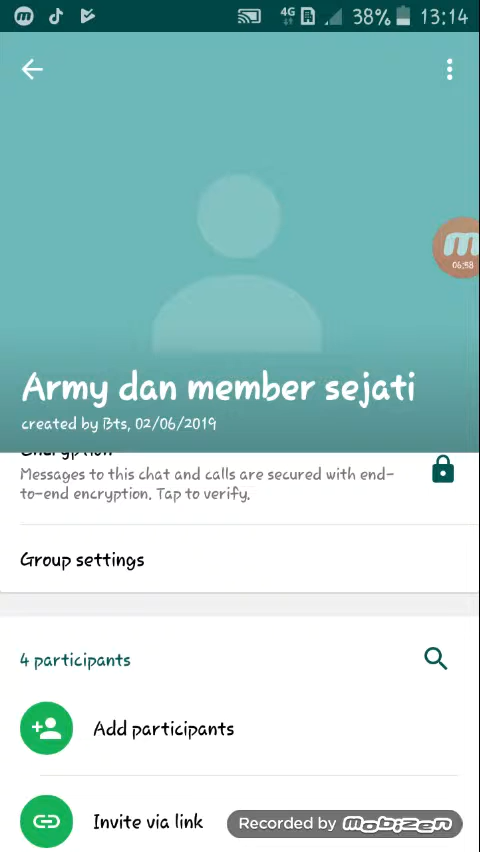 4G 38% 13:14
06:58
Army dan member sejati
created by Bts, 02/06/2019
Encryption
Messages to this chat and calls are secured with end-
to-end encryption. Tap to verify.
Group settings
4 participants
Add participants
Invite via link
Recorded by mobizen